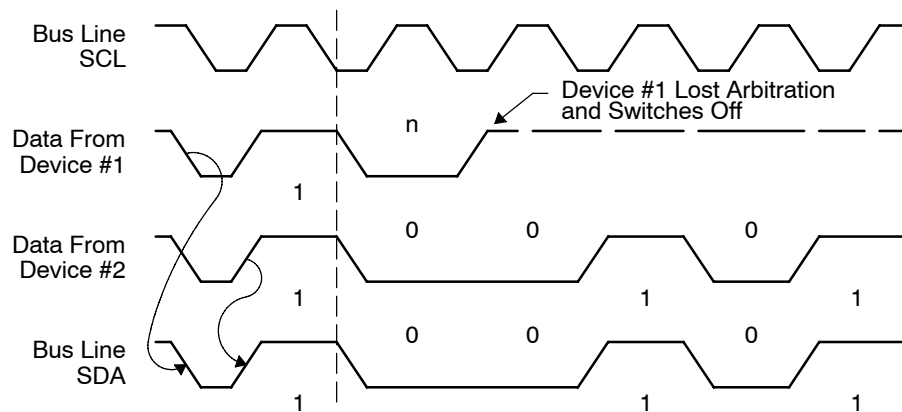 Bus Line
SCL
Device #1 Lost Arbitration
and Switches Off
n
Data From
Device #1
1
0 0 0
Data From
Device #2
1 1 1
0 0 0
Bus Line
SDA
1 1 1